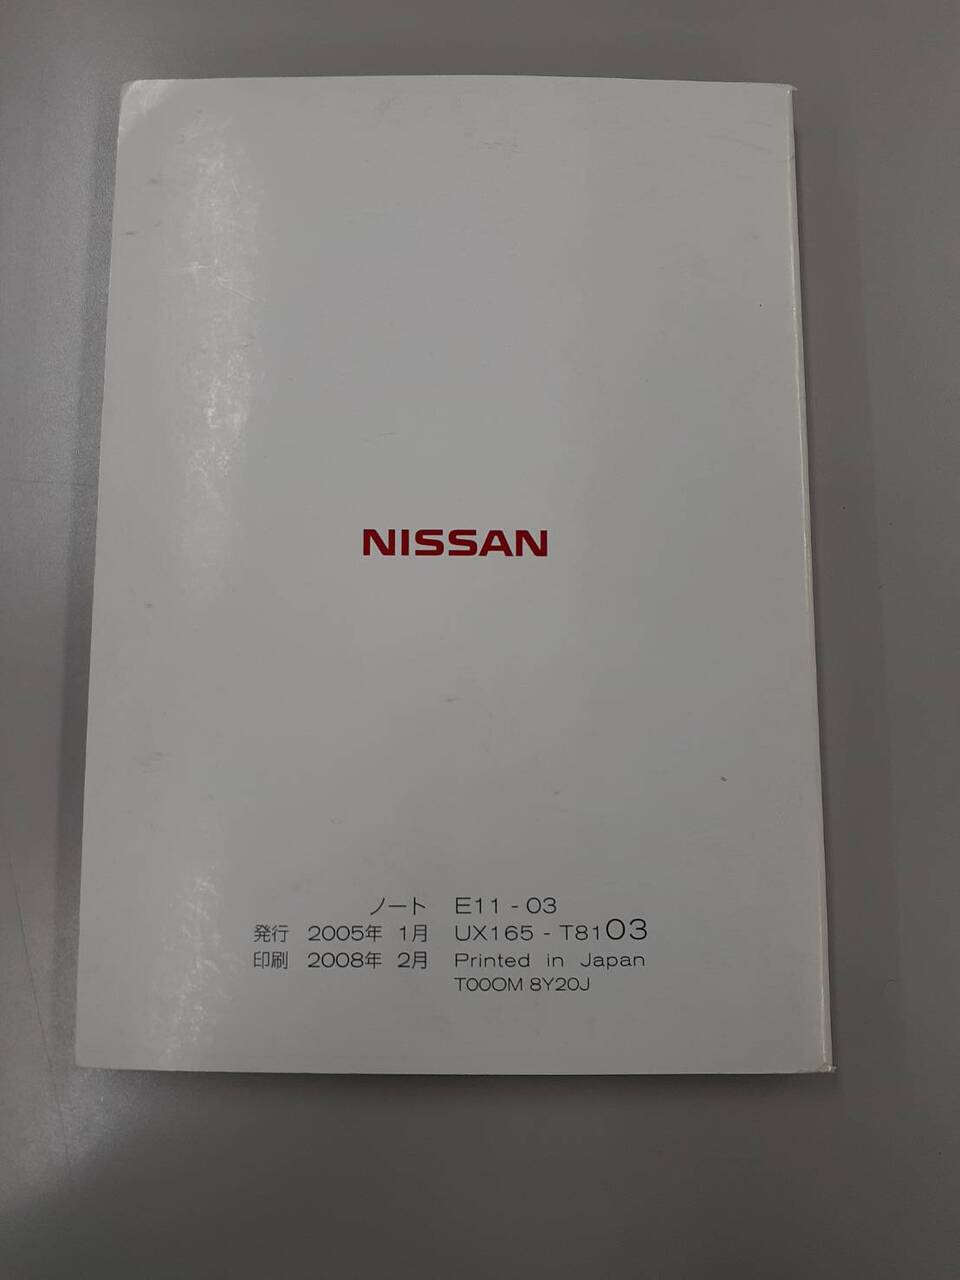 NISSAN
ノート E11 - 03
発行 2005年 1月 UX165 - T8103
印刷 2008年 2月 Printed in Japan
T00OM 8Y20J